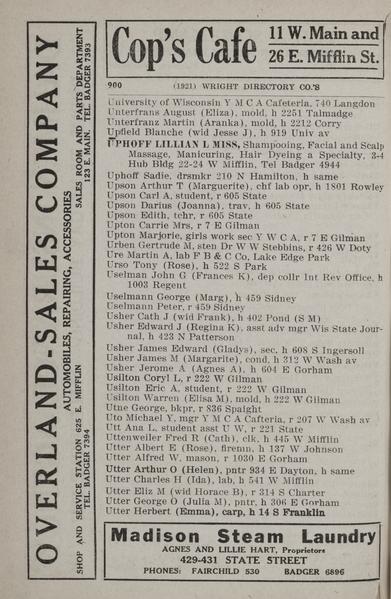 OVERLAND-SALES COMPANY
AUTOMOBILES, REPAIRING, ACCESSORIES
SHOP AND SERVICE STATION 625 E. MIFFLIN
TEL. BADGER 7394
SALES ROOM AND PARTS DEPARTMENT
123 E. MAIN. TEL. BADGER 7393
Cop's Cafe
11 W. Main and
26 E. Mifflin St.
900 (1921) WRIGHT DIRECTORY CO.'S
University of Wisconsin Y M C A Cafeteria, 740 Langdon
Unterfrans August (Eliza), mold, h 2251 Talmadge
Unterfranz Martin (Aranka), mold, h 2212 Corry
Upfield Blanche (wid Jesse J), h 919 Univ av
UPHOFF LILLIAN L MISS, Shampooing, Facial and Scalp
Massage, Manicuring, Hair Dyeing a Specialty, 3-4
Hub Bldg 22-24 W Mifflin, Tel Badger 4944
Uphoff Sadie, drsmkr 210 N Hamilton, h same
Upson Arthur T (Marguerite), chf lab opr, h 1801 Rowley
Upson Carl A, student, r 605 State
Upson Darius (Joanna), trav, h 605 State
Upson Edith, tchr, r 605 State
Upton Carrie Mrs, r 7 E Gilman
Upton Marjorie, girls work sec Y W C A, r 7 E Gilman
Urben Gertrude M, sten Dr W W Stebbins, r 426 W Doty
Ure Martin A, lab F B & C Co, Lake Edge Park
Urso Tony (Rose), h 522 S Park
Uselman John G (Frances K), dep collr Int Rev Office, h
1003 Regent
Uselmann George (Marg), h 459 Sidney
Uselmann Peter, r 459 Sidney
Usher Cath J (wid Frank), h 402 Pond (S M)
Usher Edward J (Regina K), asst adv mgr Wis State Jour-
nal, h 423 N Patterson
Usher James Edward (Gladys), sec, h 608 S Ingersoll
Usher James M (Margarite), cond, h 312 W Wash av
Usher Jerome A (Agnes A), h 604 E Gorham
Usilton Coryl L, r 222 W Gilman
Usilton Eric A, student, r 222 W Gilman
Usilton Warren (Elisa M), mold, h 222 W Gilman
Utne George, bkpr, r 836 Spaight
Uto Michael Y, mgr Y M C A Cafteria, r 207 W Wash av
Utt Ana L, student asst U W, r 221 State
Uttenweiler Fred R (Cath), clk, h 445 W Mifflin
Utter Albert E (Rose), firemn, h 137 W Johnson
Utter Alfred W, mason, r 1030 E Gorham
Utter Arthur O (Helen), pntr 934 E Dayton, h same
Utter Charles H (Ida), lab, h 541 W Mifflin
Utter Eliz M (wid Horace B), r 314 S Charter
Utter George O (Julia M), pntr, h 306 E Gorham
Utter Herbert (Emma), carp, h 14 S Franklin
Madison Steam Laundry
AGNES AND LILLIE HART, Proprietors
429-431 STATE STREET
PHONES: FAIRCHILD 530 BADGER 6896